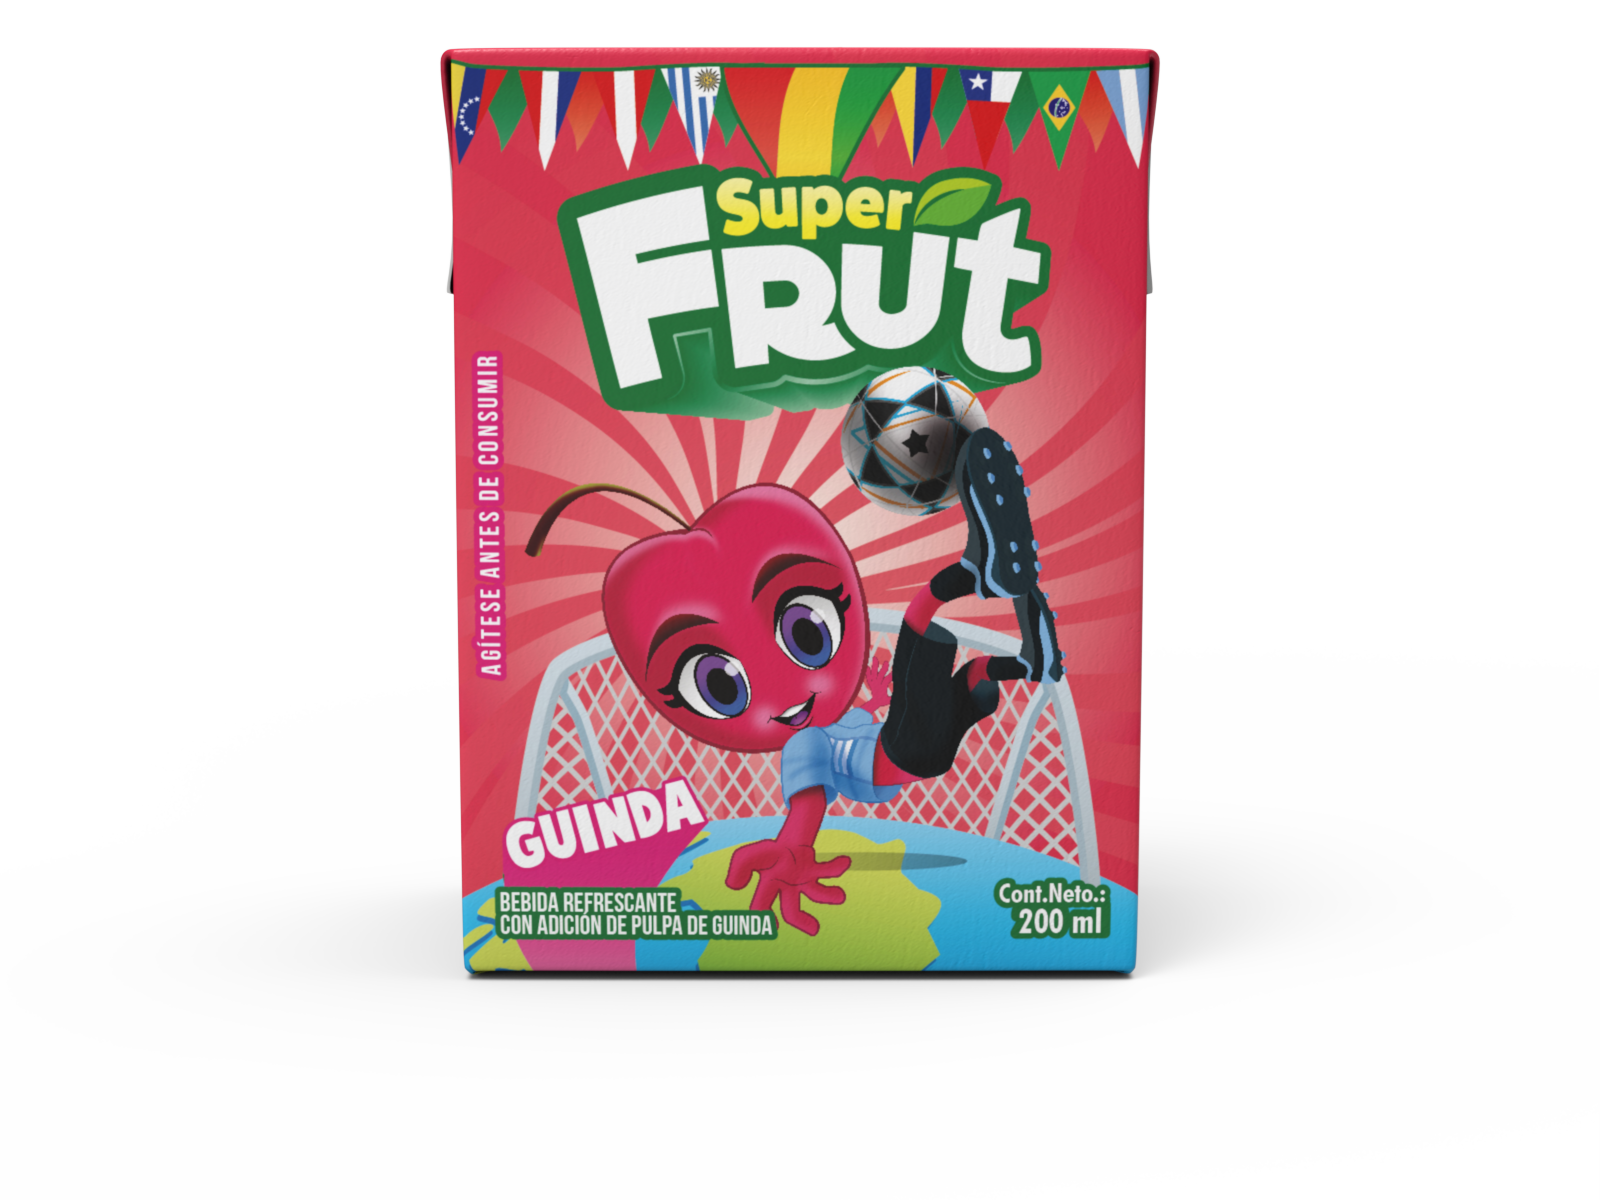 Super
FRUt
AGÍTESE ANTES DE CONSUMIR
GUINDA
BEBIDA REFRESCANTE
CON ADICIÓN DE PULPA DE GUINDA
Cont.Neto.:
200 ml